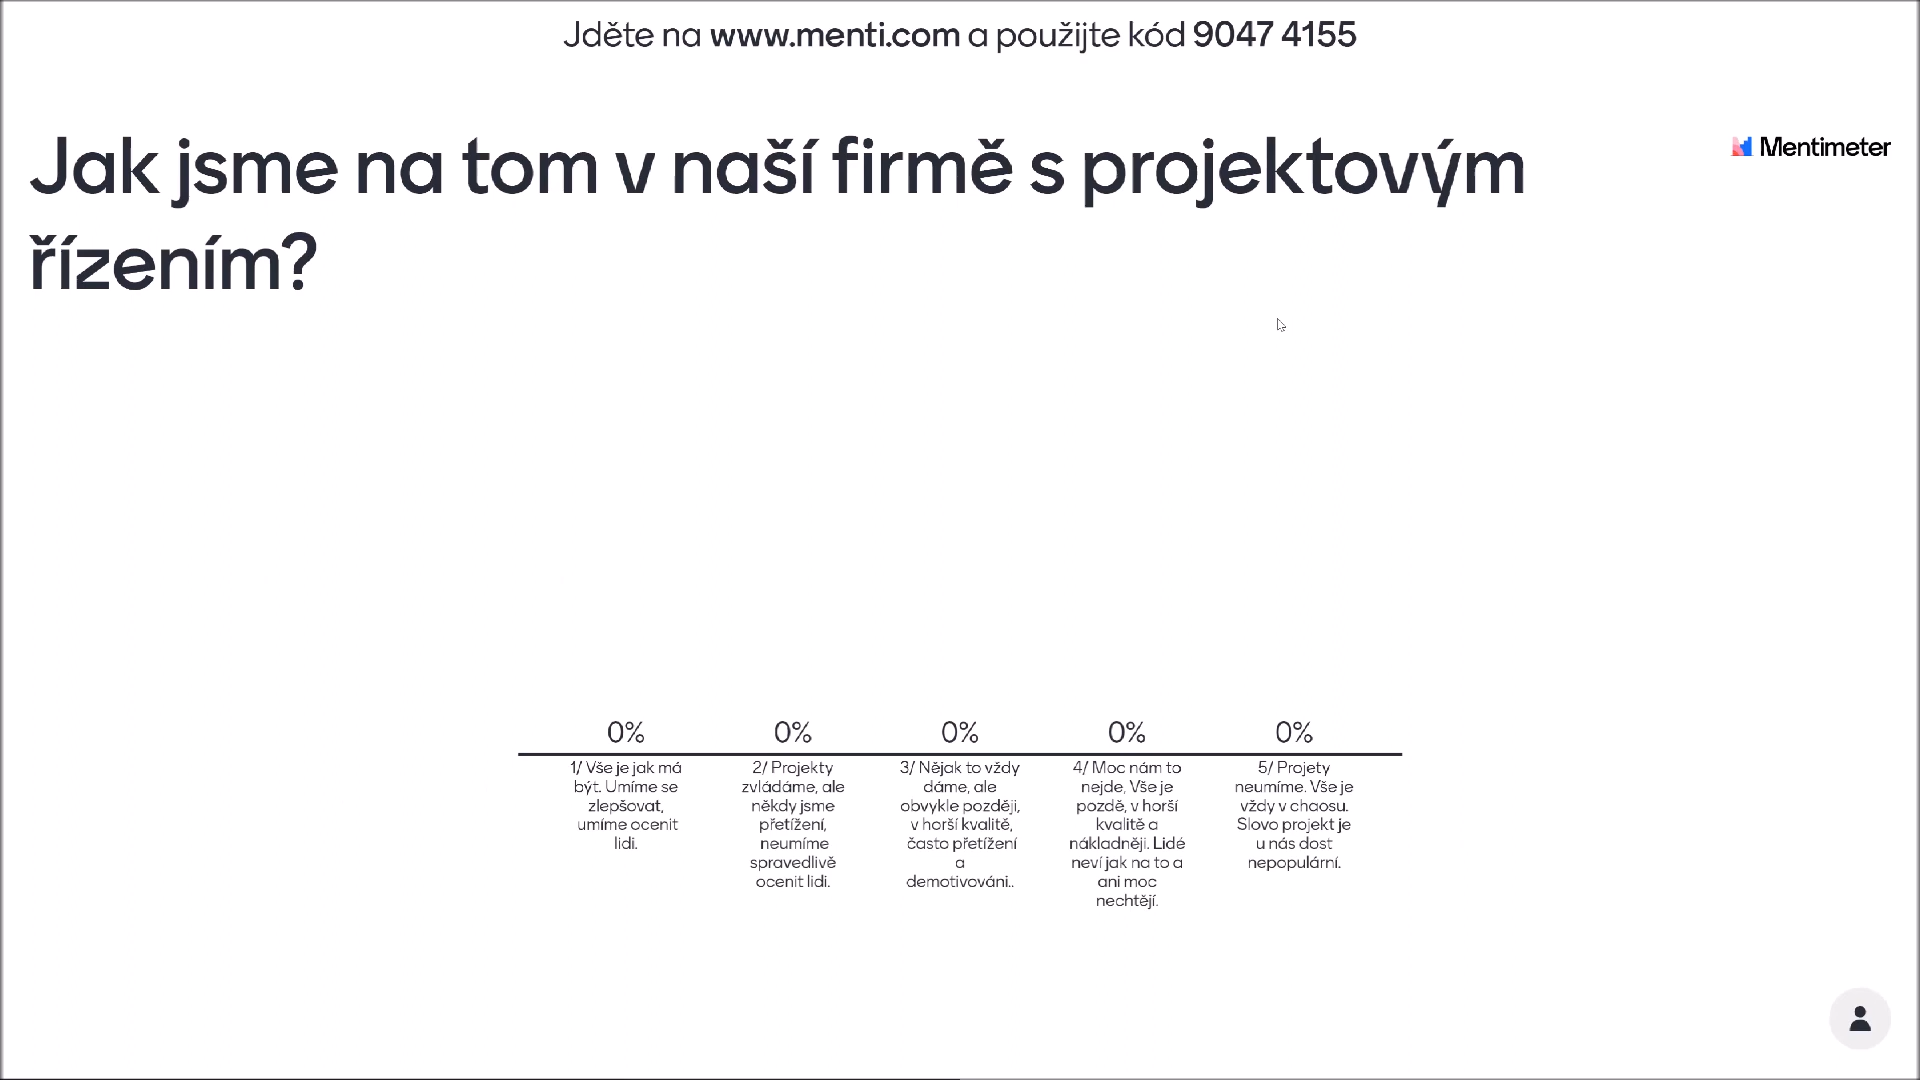 Jděte na www.menti.com a použijte kód 9047 4155
Jak jsme na tom v naší firmě s projektovým
řízením?
Mentimeter
0%
0%
0%
0%
0%
1/ Vše je jak má
být. Umíme se
zlepšovat,
umíme ocenit
lidi.
2/ Projekty
zvládáme, ale
někdy jsme
přetížení,
neumíme
spravedlivě
ocenit lidi.
3/ Nějak to vždy
dáme, ale
obvykle později,
v horší kvalitě,
často přetížení
a
demotivováni..
4/ Moc nám to
nejde, Vše je
pozdě, v horší
kvalitě a
nákladněji. Lidé
neví jak na to a
ani moc
nechtějí.
5/ Projety
neumíme. Vše je
vždy v chaosu.
Slovo projekt je
u nás dost
nepopulární.